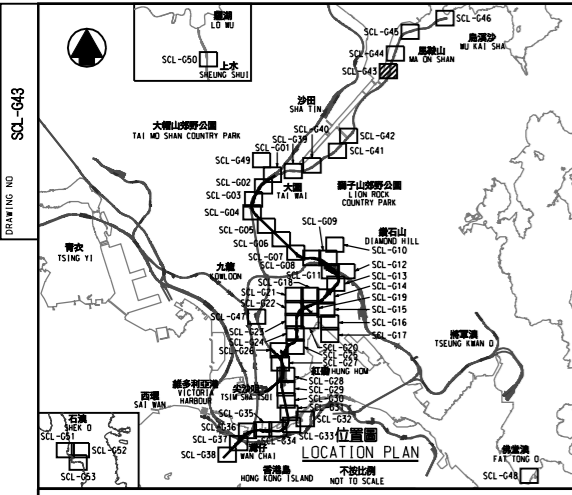 DRAWING NO
SCL-G43
羅湖
LO WU
SCL-G50
上水
SHEUNG SHUI
SCL-G46
SCL-G45
烏溪沙
WU KAI SHA
SCL-G44
馬鞍山
MA ON SHAN
SCL-G43
沙田
SHA TIN
大帽山郊野公園
TAI MO SHAN COUNTRY PARK
SCL-G40
SCL-G39
SCL-G01
SCL-G42
SCL-G41
SCL-G49
SCL-G02
SCL-G03
SCL-G04
大圍
TAI WAI
獅子山郊野公園
LION ROCK
COUNTRY PARK
SCL-G05
SCL-G06
SCL-G07
SCL-G08
SCL-G09
鑽石山
DIAMOND HILL
SCL-G10
SCL-G11
SCL-G12
SCL-G13
SCL-G14
SCL-G18
SCL-G19
SCL-G15
SCL-G16
SCL-G17
青衣
TSING YI
九龍
KOWLOON
SCL-G21
SCL-G22
SCL-G47
SCL-G23
SCL-G24
SCL-G26
SCL-G20
SCL-G25
SCL-G27
將軍澳
TSEUNG KWAN O
紅磡
HUNG HOM
SCL-G28
SCL-G29
SCL-G30
SCL-G31
SCL-G32
SCL-G33
SCL-G34
SCL-G35
SCL-G36
SCL-G37
SCL-G38
西環
SAI WAN
維多利亞港
VICTORIA
HARBOUR
尖沙咀
TSIM SHA TSUI
灣仔
WAN CHAI
香港島
HONG KONG ISLAND
石澳
SHEK O
SCL-G51
SCL-G52
SCL-G53
位置圖
LOCATION PLAN
不按比例
NOT TO SCALE
佛堂澳
FAT TONG O
SCL-G48